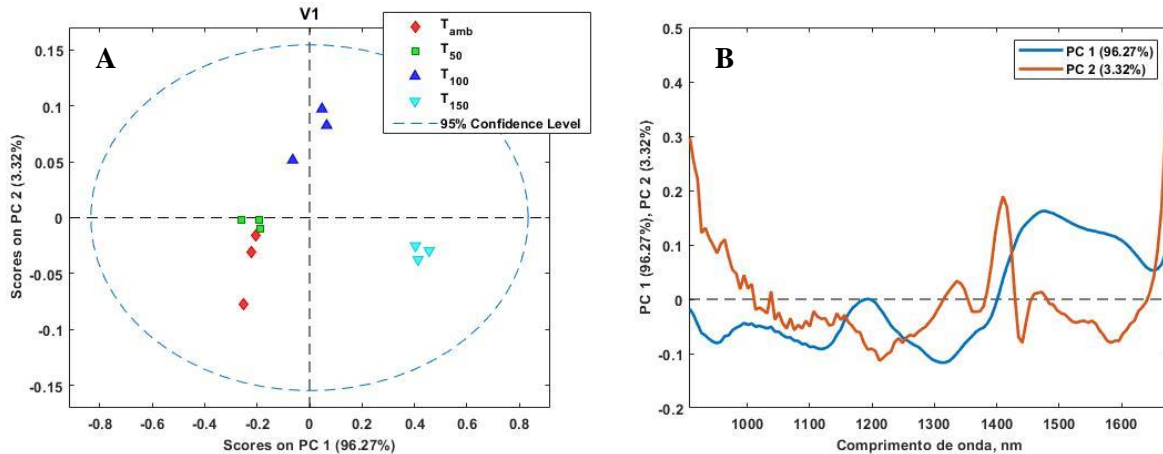 V1
A
T_amb
T_50
T_100
T_150
95% Confidence Level
Scores on PC 2 (3.32%)
0.15
0.1
0.05
0
-0.05
-0.1
-0.15
-0.8 -0.6 -0.4 -0.2 0 0.2 0.4 0.6 0.8
Scores on PC 1 (96.27%)
B
PC 1 (96.27%)
PC 2 (3.32%)
PC 1 (96.27%), PC 2 (3.32%)
0.5
0.4
0.3
0.2
0.1
0
-0.1
-0.2
1000 1100 1200 1300 1400 1500 1600
Comprimento de onda, nm